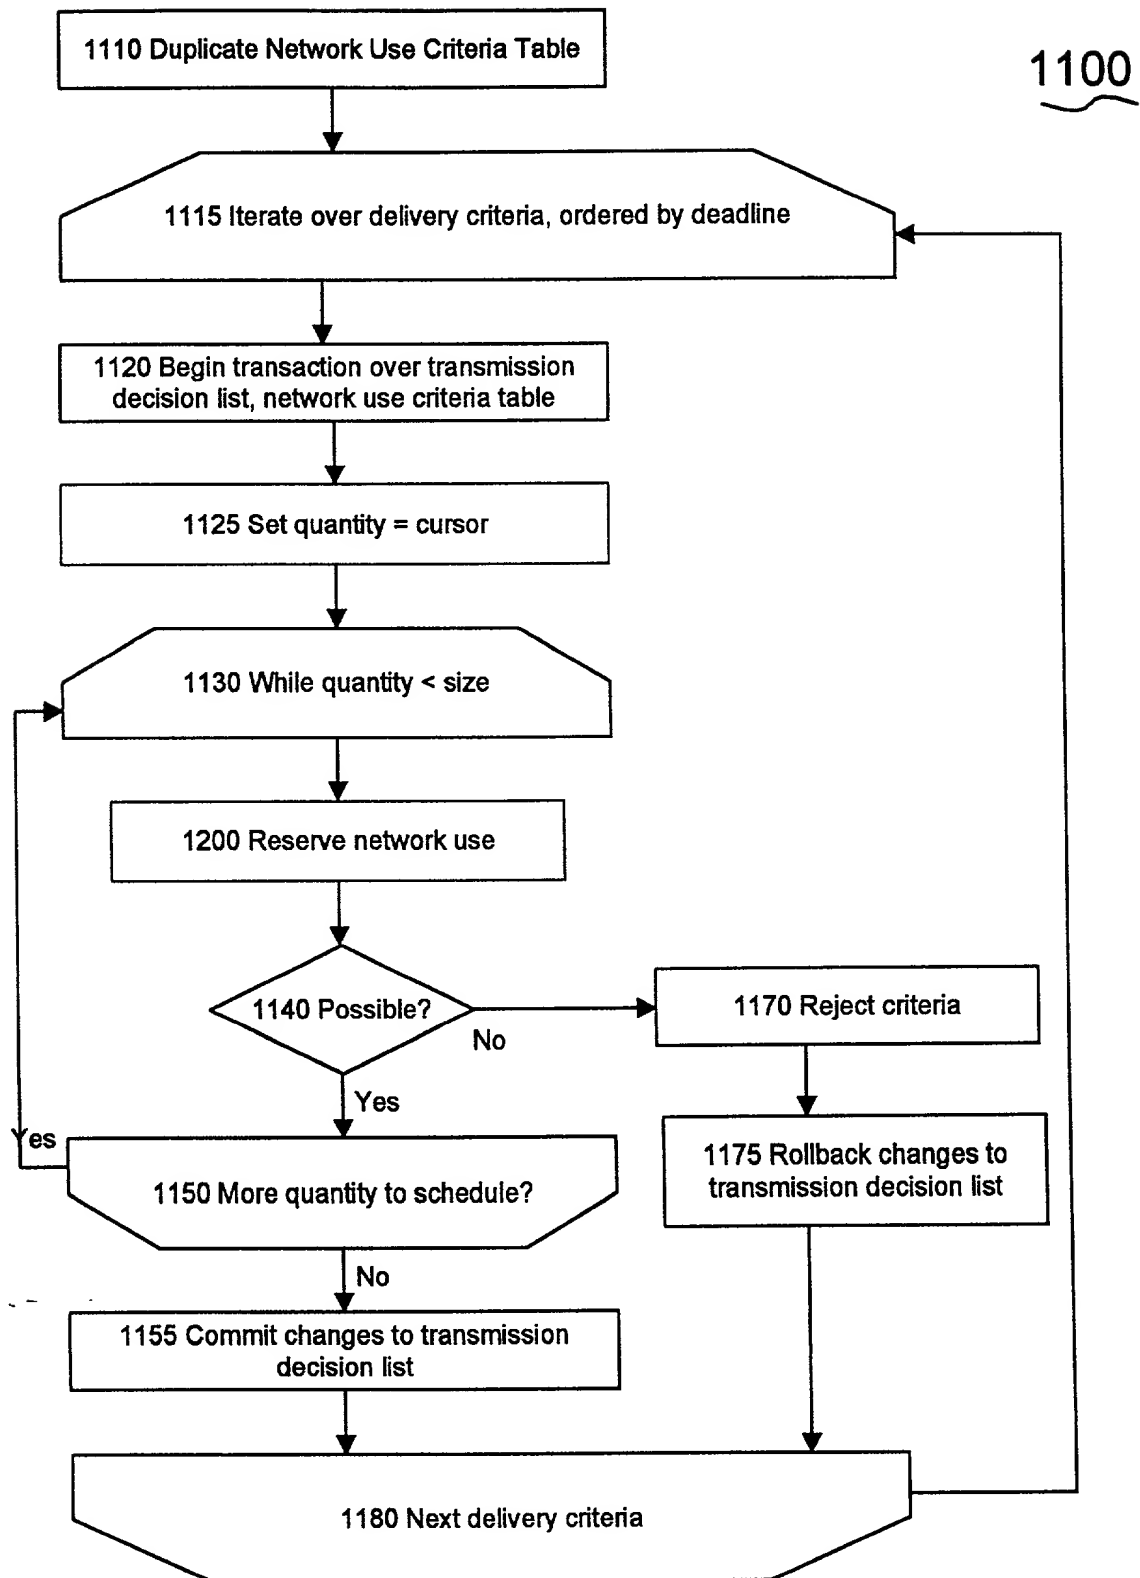 1110 Duplicate Network Use Criteria Table
1100
1115 Iterate over delivery criteria, ordered by deadline
1120 Begin transaction over transmission
decision list, network use criteria table
1125 Set quantity = cursor
1130 While quantity < size
1200 Reserve network use
1140 Possible?
No
1170 Reject criteria
Yes
Yes
1150 More quantity to schedule?
1175 Rollback changes to
transmission decision list
No
1155 Commit changes to transmission
decision list
1180 Next delivery criteria